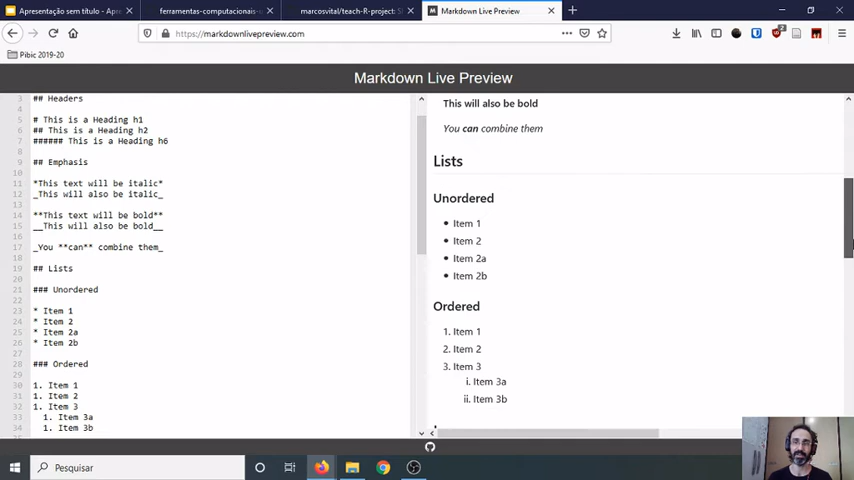 Apresentação sem título - Apre
ferramentas-computacionais-
marcosvital/teach-R-project: S
Markdown Live Preview
https://markdownlivepreview.com
Pibic 2019-20
Markdown Live Preview
3 ## Headers
4
5 # This is a Heading h1
6 ## This is a Heading h2
7 ###### This is a Heading h6
8
9 ## Emphasis
10
11 *This text will be italic*
12 _This will also be italic_
13
14 **This text will be bold**
15 __This will also be bold__
16
17 _You **can** combine them_
18
19 ## Lists
20
21 ### Unordered
22
23 * Item 1
24 * Item 2
25 * Item 2a
26 * Item 2b
27
28 ### Ordered
29
30 1. Item 1
31 1. Item 2
32 1. Item 3
33 1. Item 3a
34 1. Item 3b
This will also be bold
You can combine them
Lists
Unordered
• Item 1
• Item 2
• Item 2a
• Item 2b
Ordered
1. Item 1
2. Item 2
3. Item 3
i. Item 3a
ii. Item 3b
Pesquisar